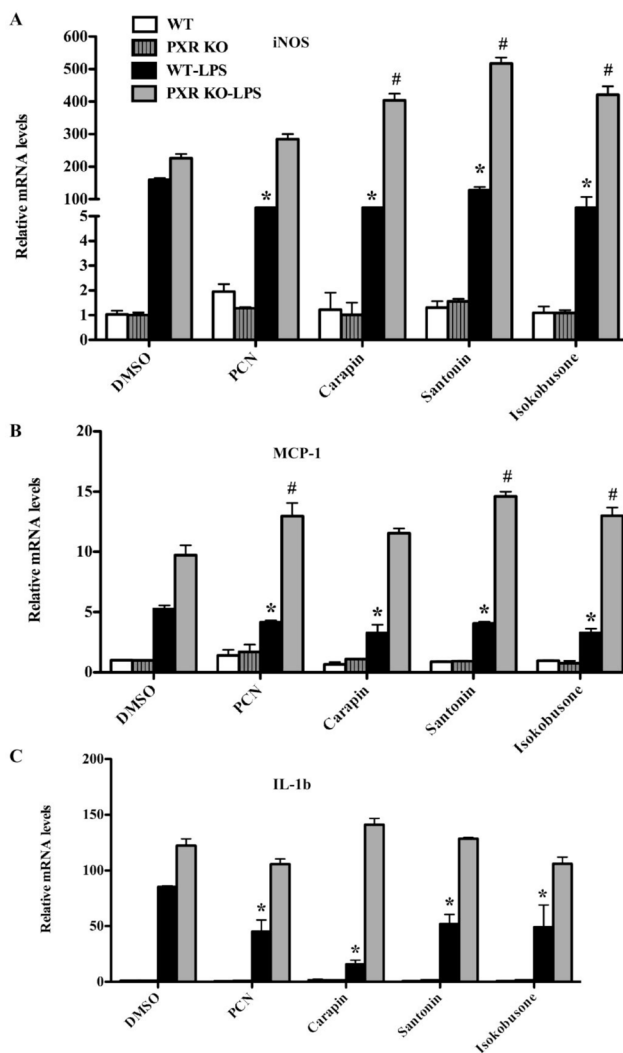 A
iNOS
WT
PXR KO
WT-LPS
PXR KO-LPS
Relative mRNA levels
600
500
400
300
200
100
5
4
3
2
1
0
* * * *
# # #
DMSO PCN Carapin Santonin Isokobusone
B
MCP-1
Relative mRNA levels
20
15
10
5
0
* * * *
# # #
DMSO PCN Carapin Santonin Isokobusone
C
IL-1b
Relative mRNA levels
200
150
100
50
0
* * * *
DMSO PCN Carapin Santonin Isokobusone